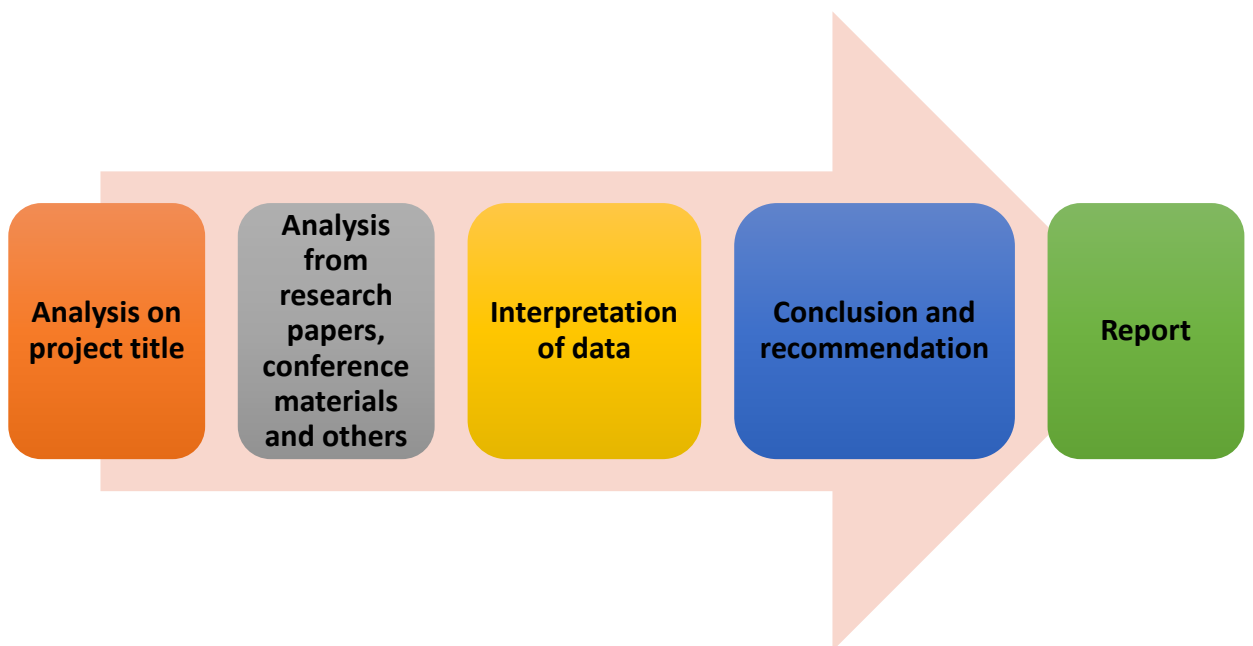 Analysis on
project title
Analysis
from
research
papers,
conference
materials
and others
Interpretation
of data
Conclusion and
recommendation
Report